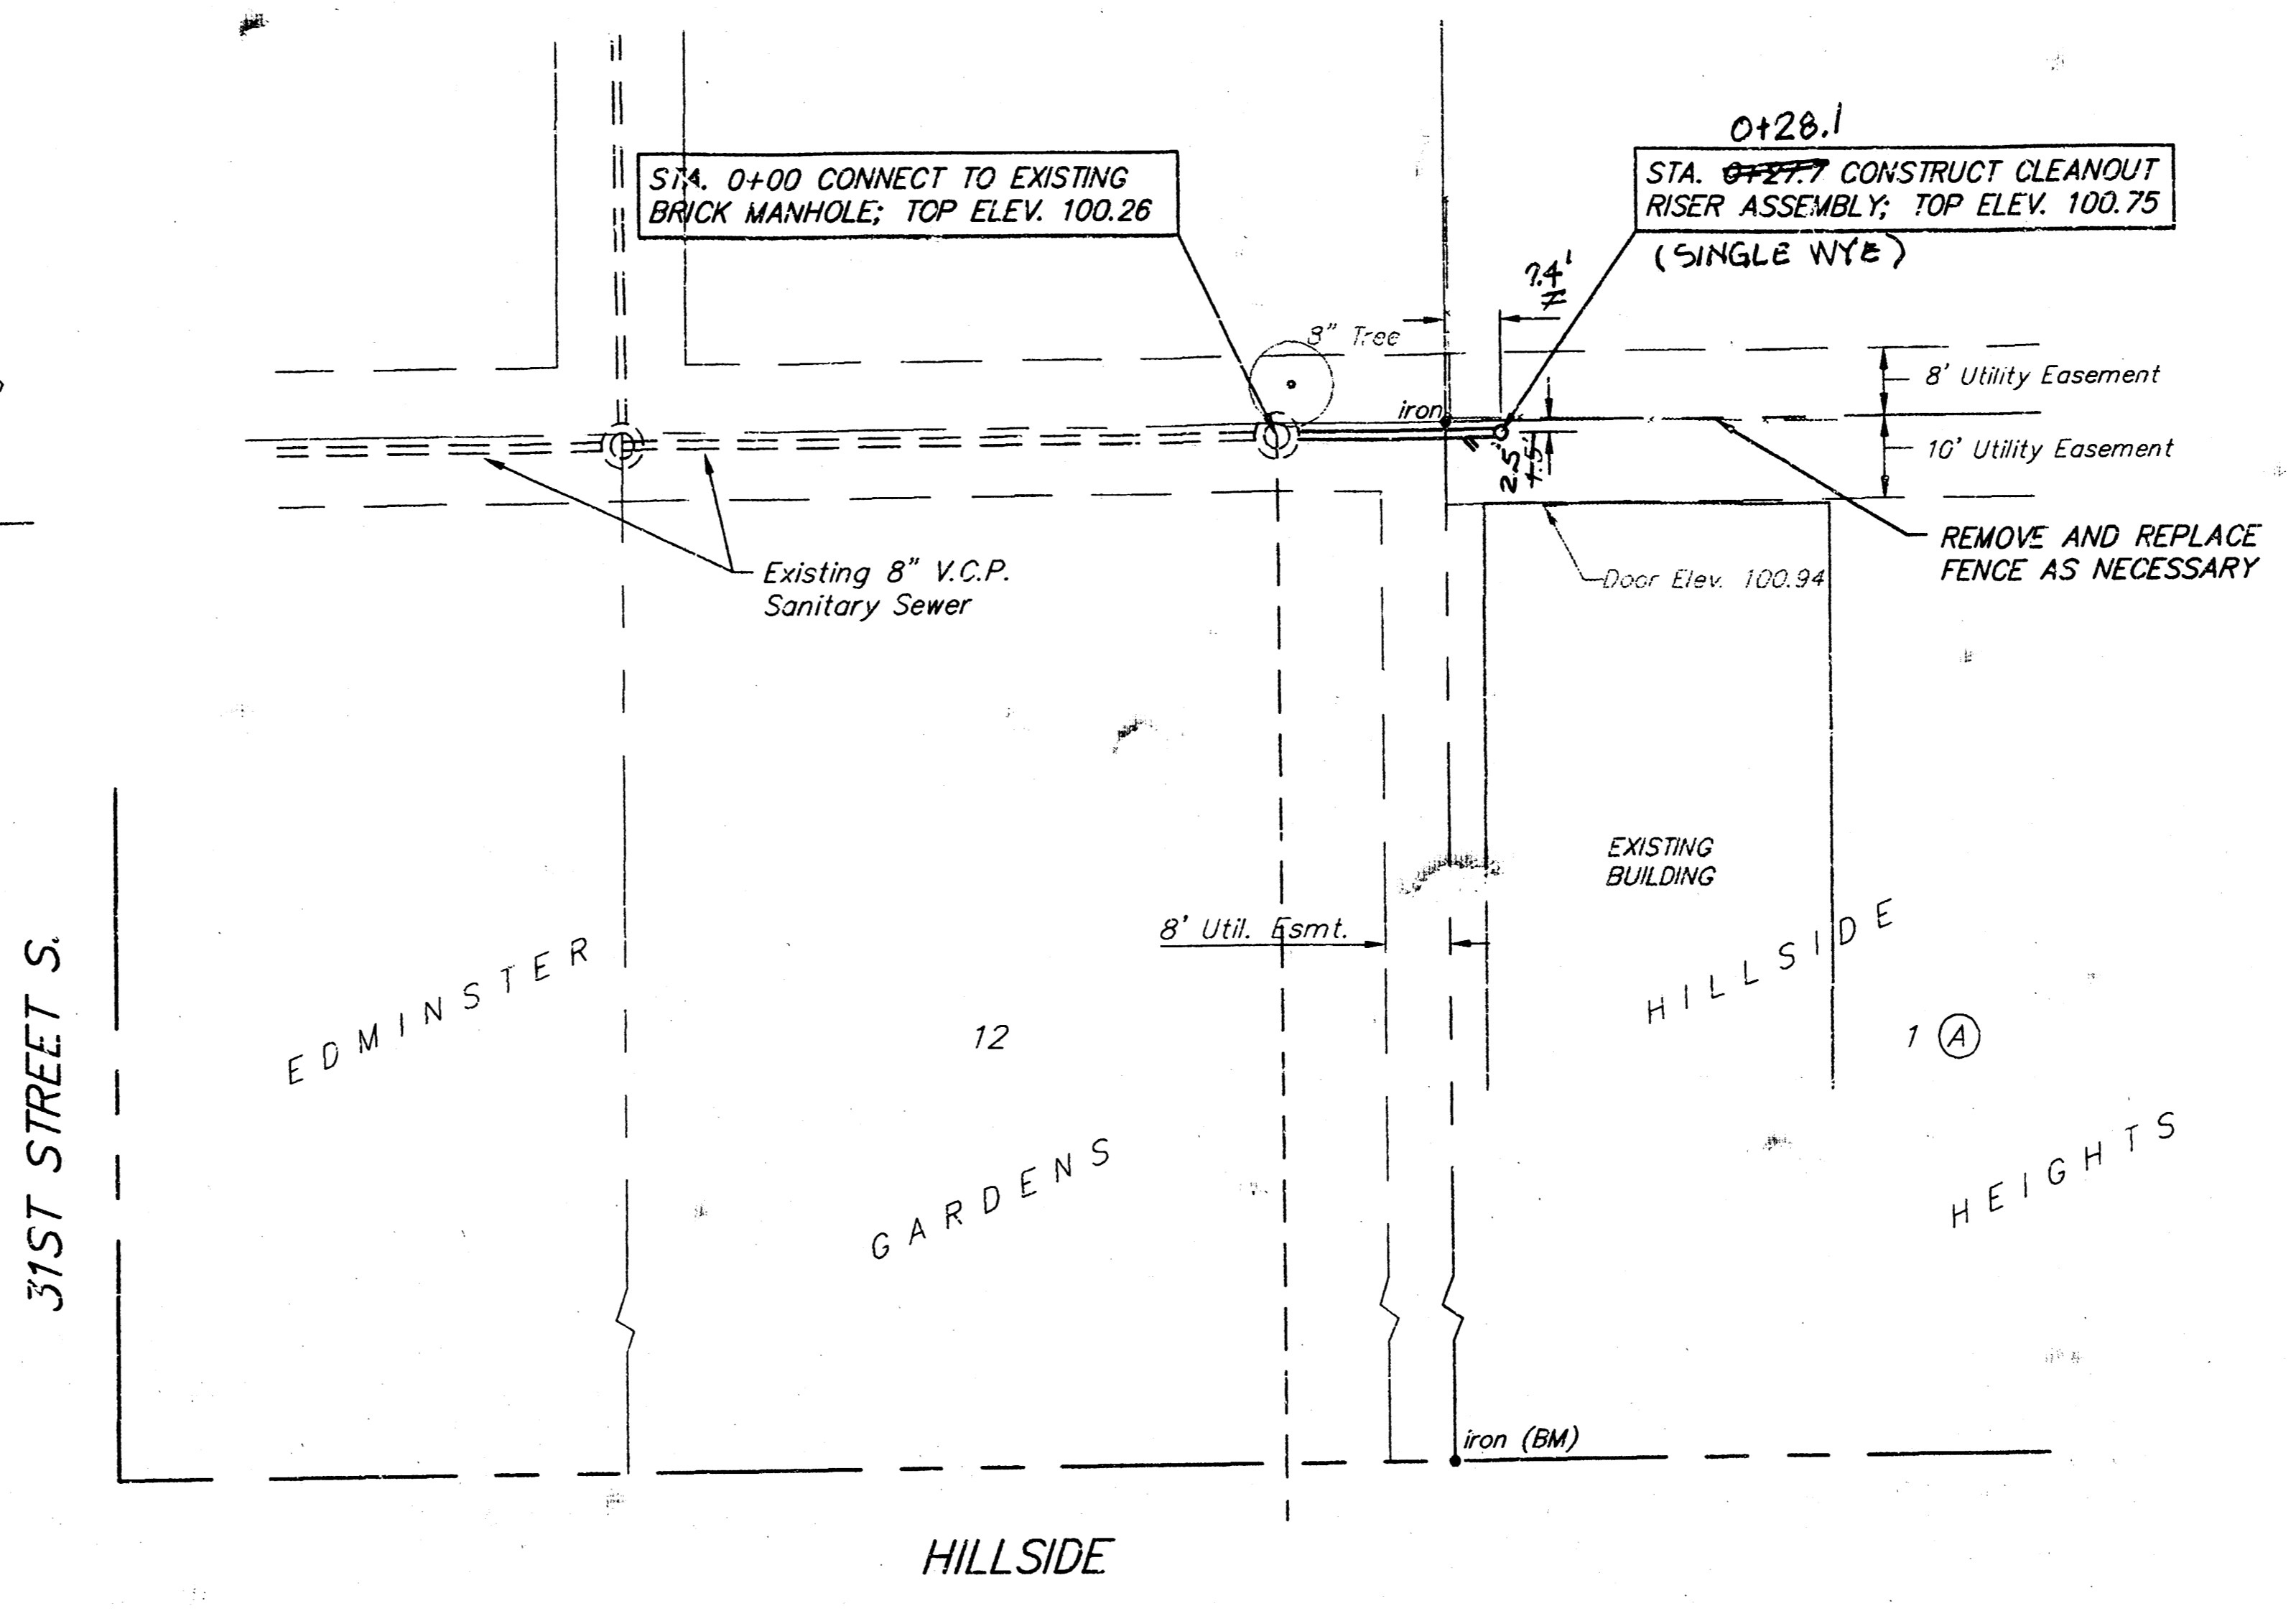 0+28.1
STA. 0+00 CONNECT TO EXISTING
BRICK MANHOLE; TOP ELEV. 100.26
STA. 0+27.7 CONSTRUCT CLEANOUT
RISER ASSEMBLY; TOP ELEV. 100.75
(SINGLE WYE)
Tree
iron
2.5
8' Utility Easement
10' Utility Easement
REMOVE AND REPLACE
FENCE AS NECESSARY
Existing 8" V.C.P.
Sanitary Sewer
Door Elev. 100.94
EXISTING
BUILDING
8' Util. Esmt.
EDMINSTER
GARDENS
12
HILLSIDE
HEIGHTS
1 A
31ST STREET S.
iron (BM)
HILLSIDE